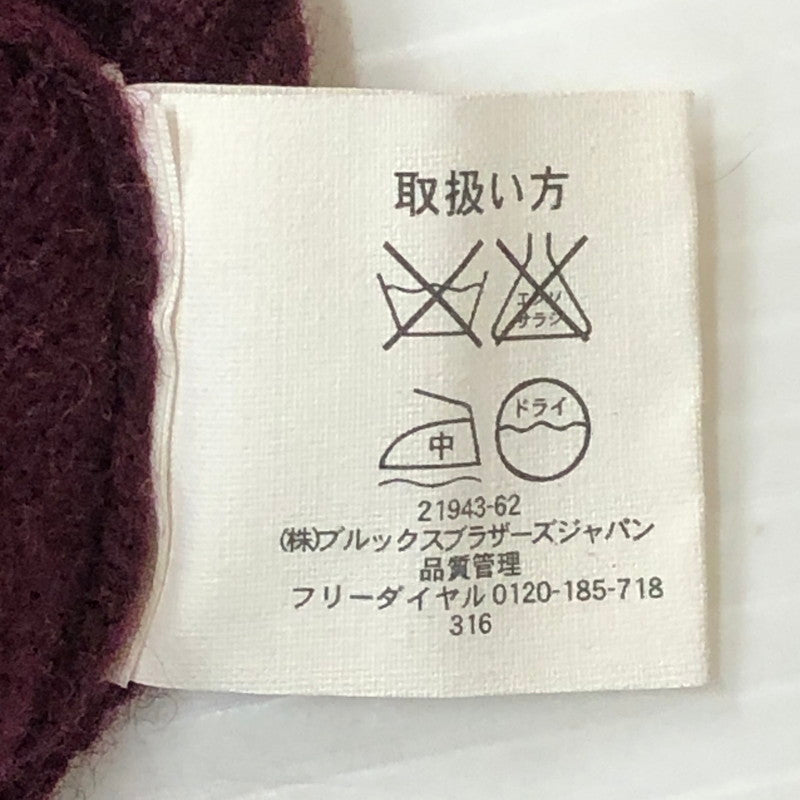 取扱い方
エンソ
サラシ
中
ドライ
21943-62
(株)ブルックスブラザーズジャパン
品質管理
フリーダイヤル 0120-185-718
316